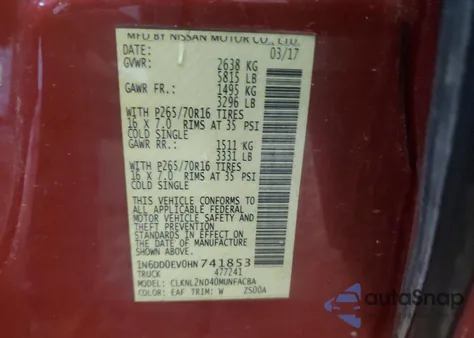 MFD BY NISSAN MOTOR CO., LTD.
DATE: 03/17
GVWR: 2638 KG
5815 LB
GAWR FR.: 1495 KG
3296 LB
WITH P265/70R16 TIRES
16 X 7.0 RIMS AT 35 PSI
COLD SINGLE
GAWR RR.: 1511 KG
3331 LB
WITH P265/70R16 TIRES
16 X 7.0 RIMS AT 35 PSI
COLD SINGLE
THIS VEHICLE CONFORMS TO
ALL APPLICABLE FEDERAL
MOTOR VEHICLE SAFETY AND
THEFT PREVENTION
STANDARDS IN EFFECT ON
THE DATE OF MANUFACTURE
SHOWN ABOVE.
1N6DD0EV0HN 741853
TRUCK 477241
MODEL: CLKNLZND40MUNFACBA
COLOR: EAF TRIM: W ZS00A
autoSnap